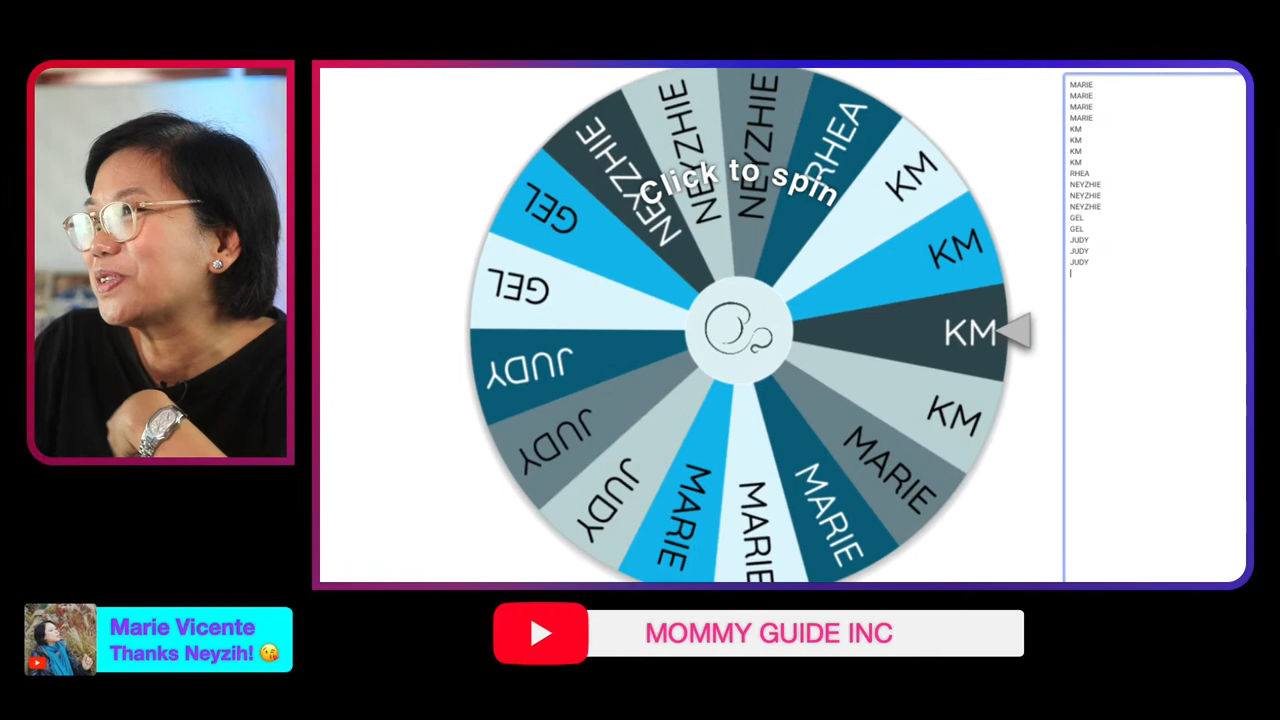 Click to spin
NEYZHIE
NEYZHIE
NEYZHIE
RHEA
KM
KM
KM
KM
MARIE
MARIE
MARIE
MARIE
JUDY
JUDY
JUDY
GEL
GEL
MARIE
MARIE
MARIE
MARIE
KM
KM
KM
KM
RHEA
NEYZHIE
NEYZHIE
NEYZHIE
GEL
GEL
JUDY
JUDY
JUDY
Marie Vicente
Thanks Neyzih! 😘
MOMMY GUIDE INC